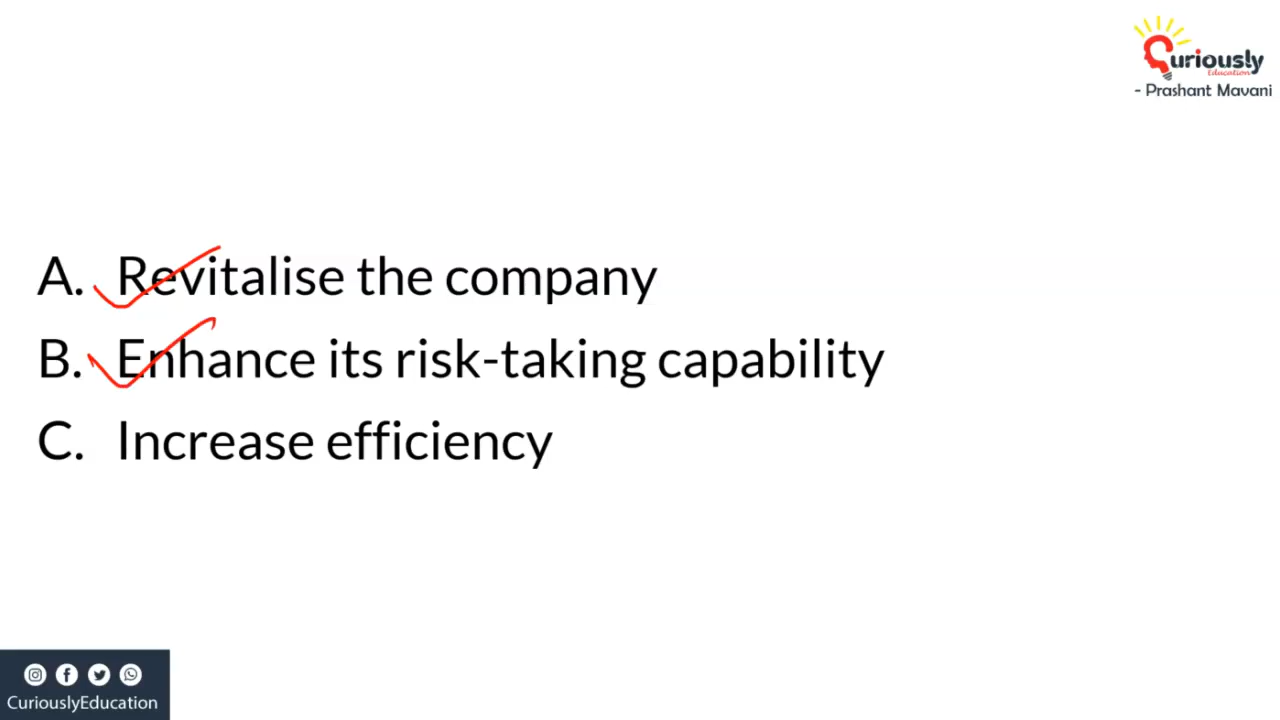 Curiously
Education
- Prashant Mavani
A. Revitalise the company
B. Enhance its risk-taking capability
C. Increase efficiency
CuriouslyEducation